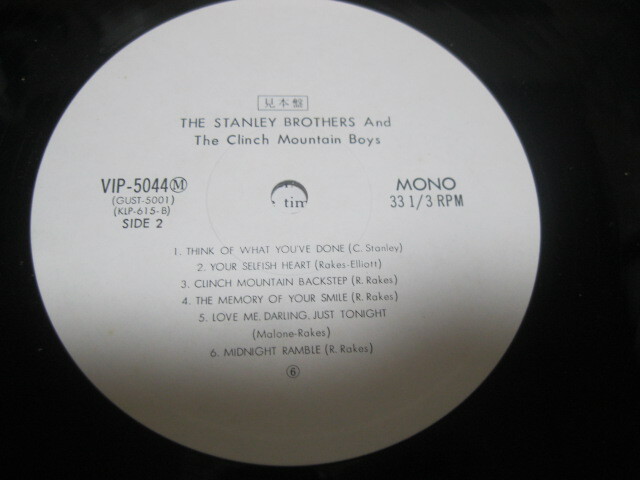 見本盤
THE STANLEY BROTHERS And
The Clinch Mountain Boys
VIP-5044Ⓜ
(GUST-5001)
(KLP-615-B)
SIDE 2
tin
MONO
33 1/3 RPM
1. THINK OF WHAT YOU'VE DONE (C. Stanley)
2. YOUR SELFISH HEART (Rakes-Elliott)
3. CLINCH MOUNTAIN BACKSTEP (R. Rakes)
4. THE MEMORY OF YOUR SMILE (R. Rakes)
5. LOVE ME, DARLING, JUST TONIGHT
(Malone-Rakes)
6. MIDNIGHT RAMBLE (R. Rakes)
⑥